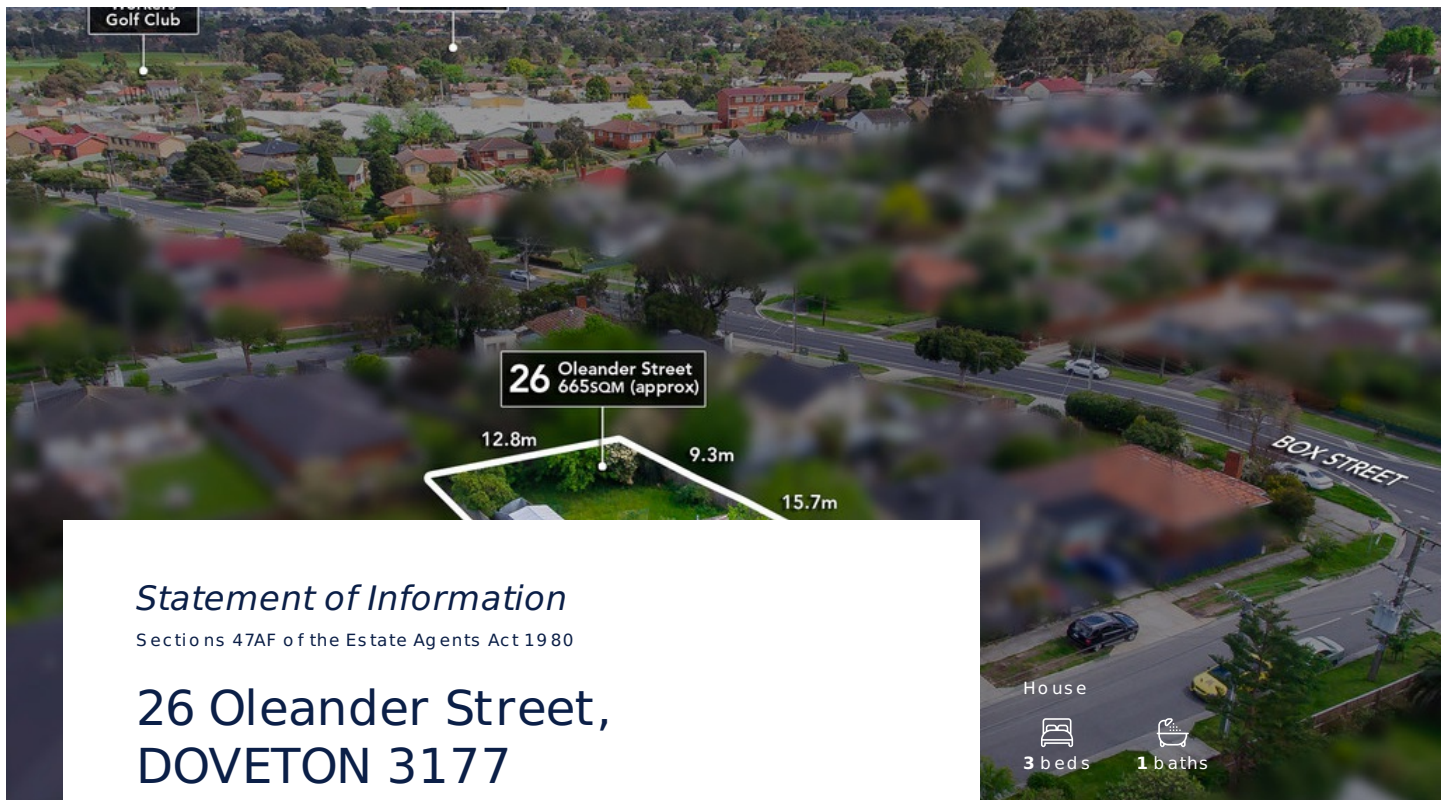 Golf Club
26 Oleander Street
665SQM (approx)
12.8m
9.3m
15.7m
BOX STREET
Statement of Information
Sections 47AF of the Estate Agents Act 1980
26 Oleander Street,
DOVETON 3177
House
3 beds
1 baths